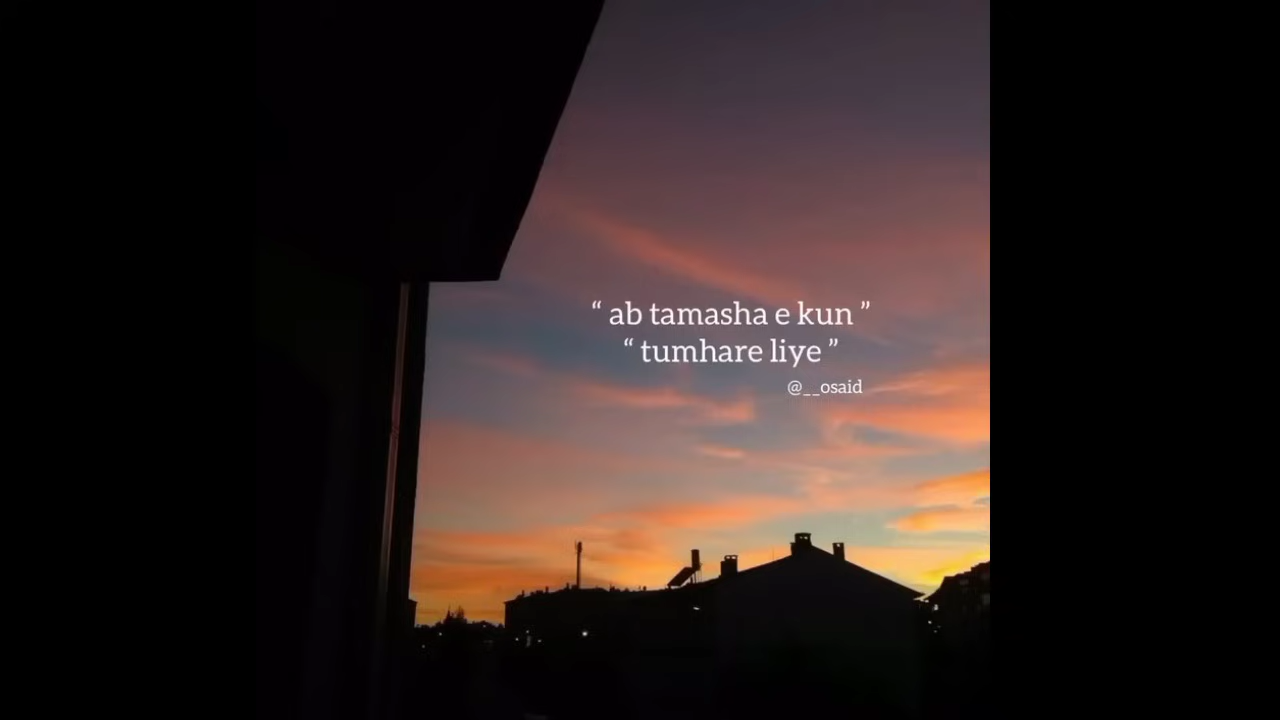 “ ab tamasha e kun ”
“ tumhare liye ”
@__osaid